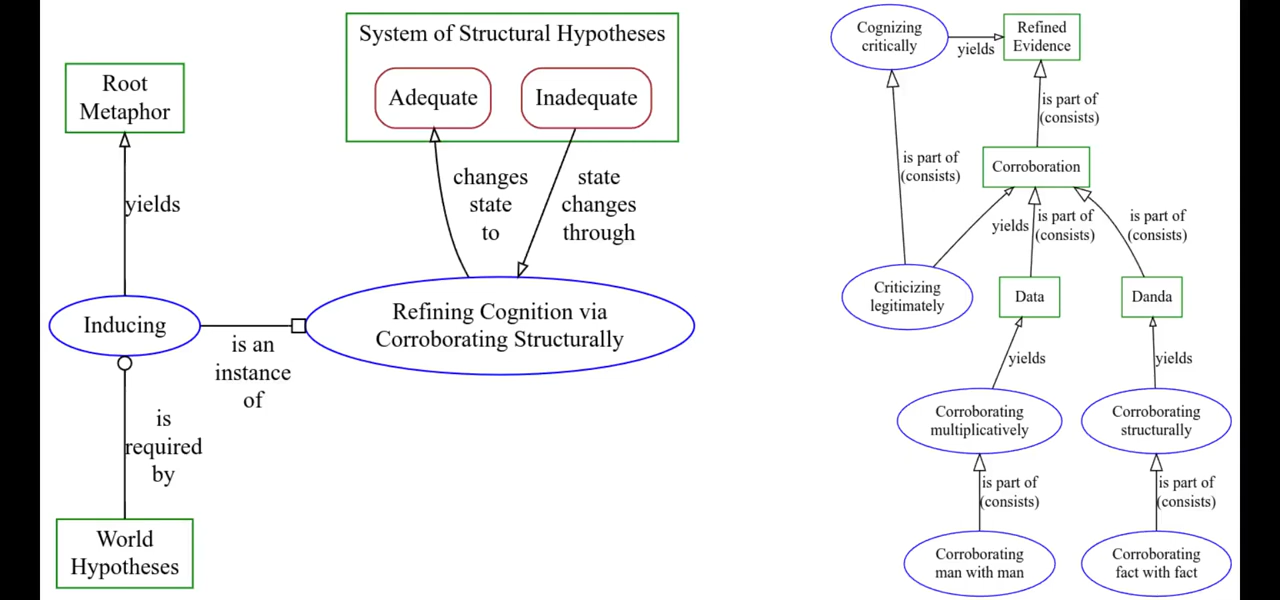 System of Structural Hypotheses
Root
Metaphor
Adequate
Inadequate
changes
state
to
state
changes
through
yields
Inducing
Refining Cognition via
Corroborating Structurally
is an
instance
of
is
required
by
World
Hypotheses
Cognizing
critically
yields
Refined
Evidence
is part of
(consists)
is part of
(consists)
Corroboration
yields
is part of
(consists)
is part of
(consists)
Criticizing
legitimately
Data
Danda
yields
yields
Corroborating
multiplicatively
Corroborating
structurally
is part of
(consists)
is part of
(consists)
Corroborating
man with man
Corroborating
fact with fact